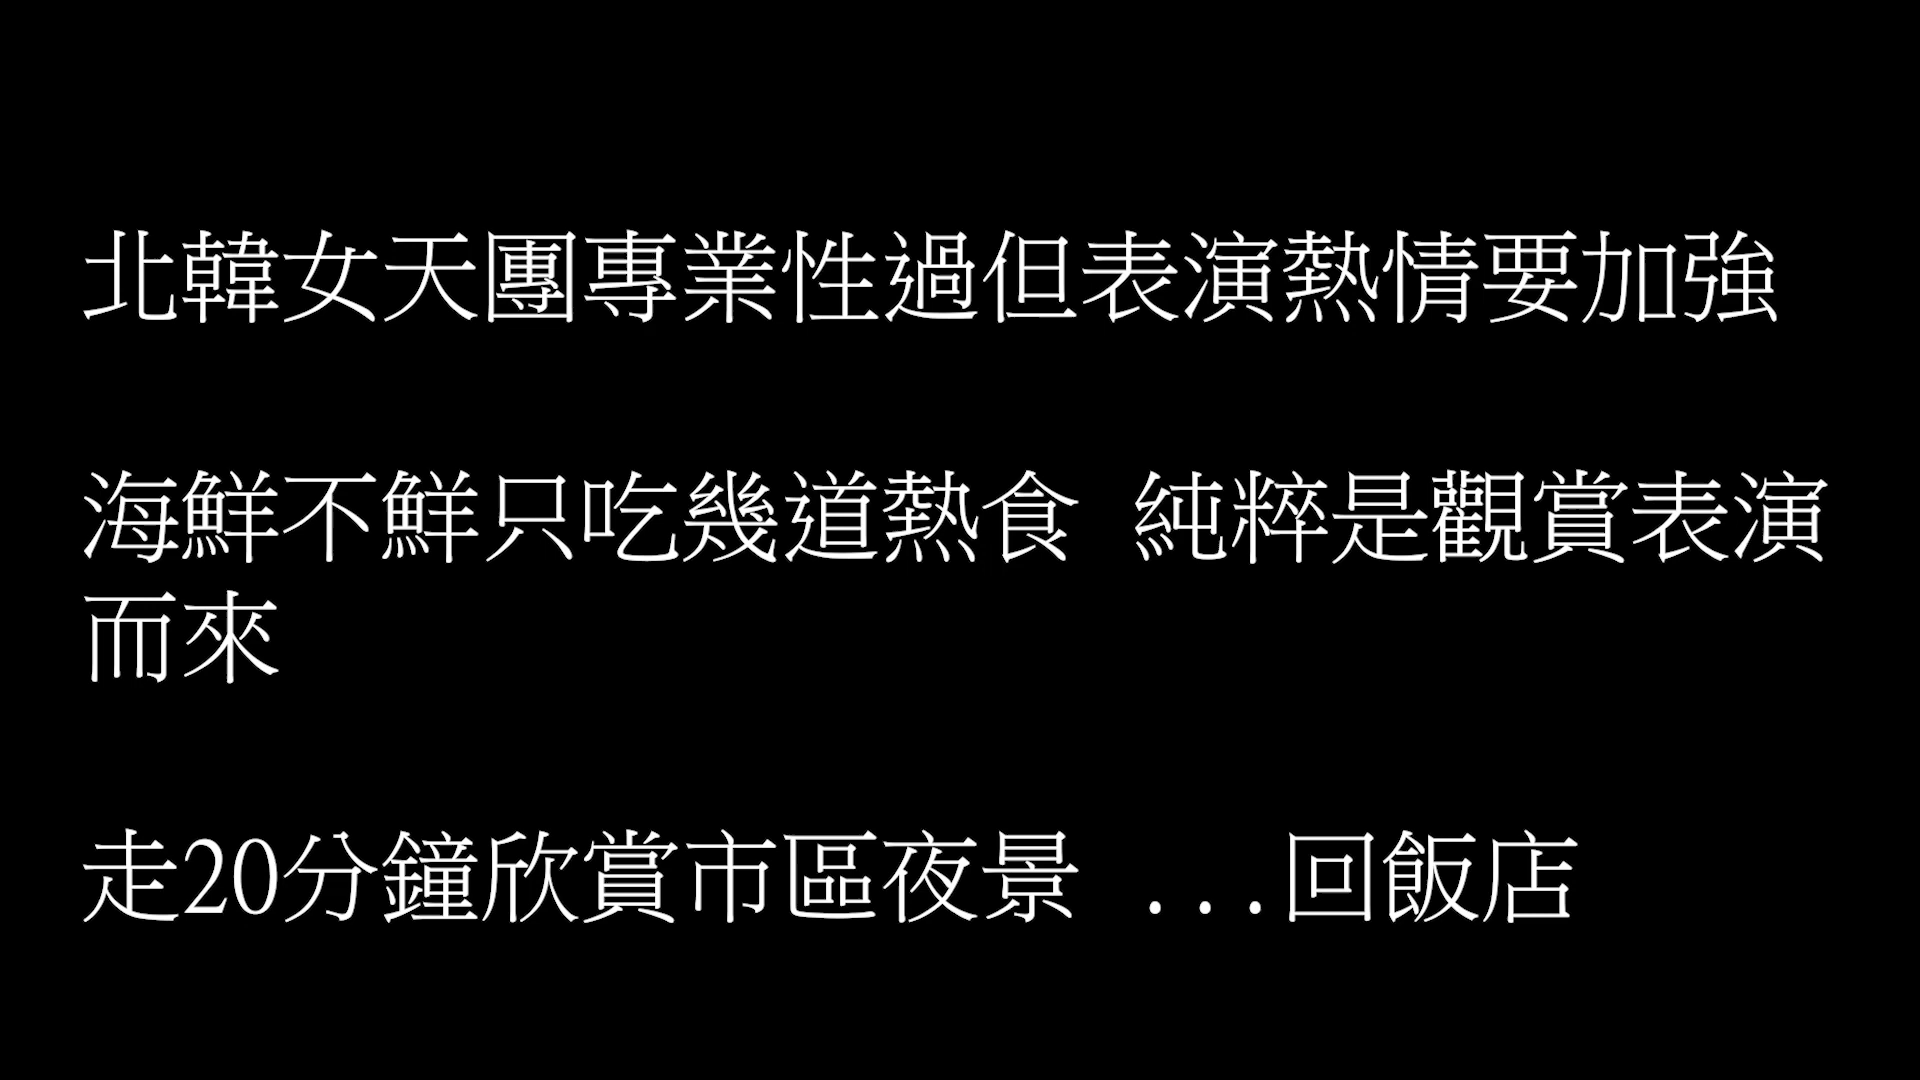 北韓女天團專業性過但表演熱情要加強
海鮮不鮮只吃幾道熱食 純粹是觀賞表演
而來
走20分鐘欣賞市區夜景 ...回飯店